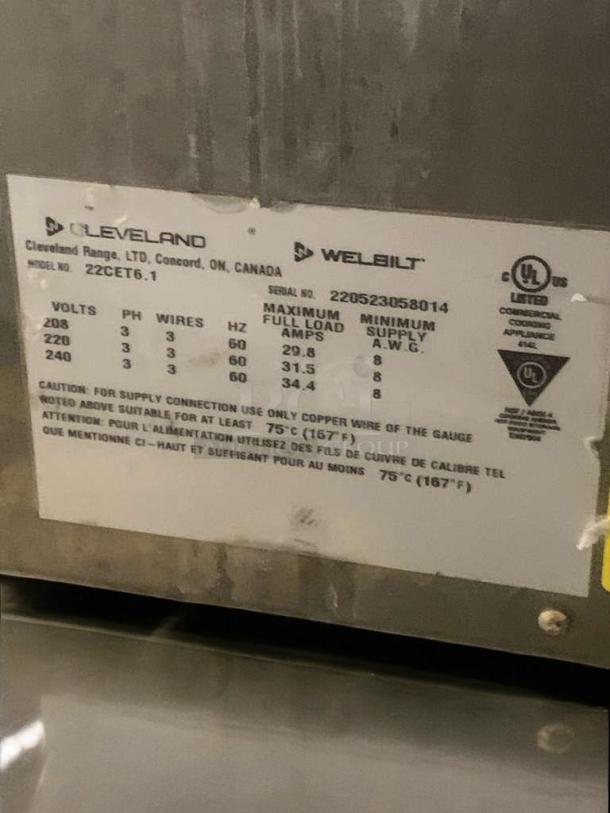 CLEVELAND ®
WELBILT
Cleveland Range, LTD, Concord, ON, CANADA
MODEL NO. 22CET6.1
SERIAL NO. 220523058014
C UL US
LISTED
COMMERCIAL
COOKING
APPLIANCE
414L
VOLTS PH WIRES HZ MAXIMUM FULL LOAD AMPS MINIMUM SUPPLY A.W.G.
208 3 3 60 29.8 8
220 3 3 60 31.5 8
240 3 3 60 34.4 8
UL
CAUTION: FOR SUPPLY CONNECTION USE ONLY COPPER WIRE OF THE GAUGE
NOTED ABOVE SUITABLE FOR AT LEAST 75°C (167°F)
ATTENTION: POUR L'ALIMENTATION UTILISEZ DES FILS DE CUIVRE DE CALIBRE TEL
QUE MENTIONNE CI-HAUT ET SUFFISANT POUR AU MOINS 75°C (167°F)
GROUP